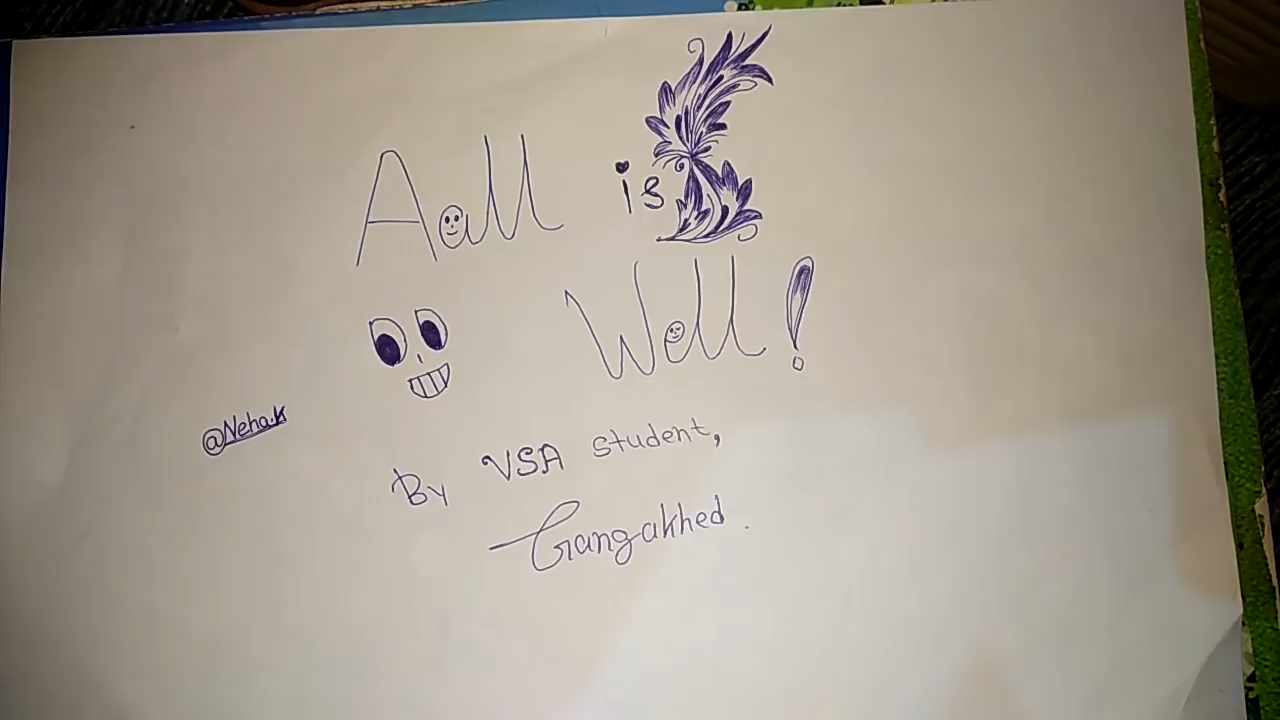 Aall is
Well!
@Neha.k
By VSA student,
Gangakhed.